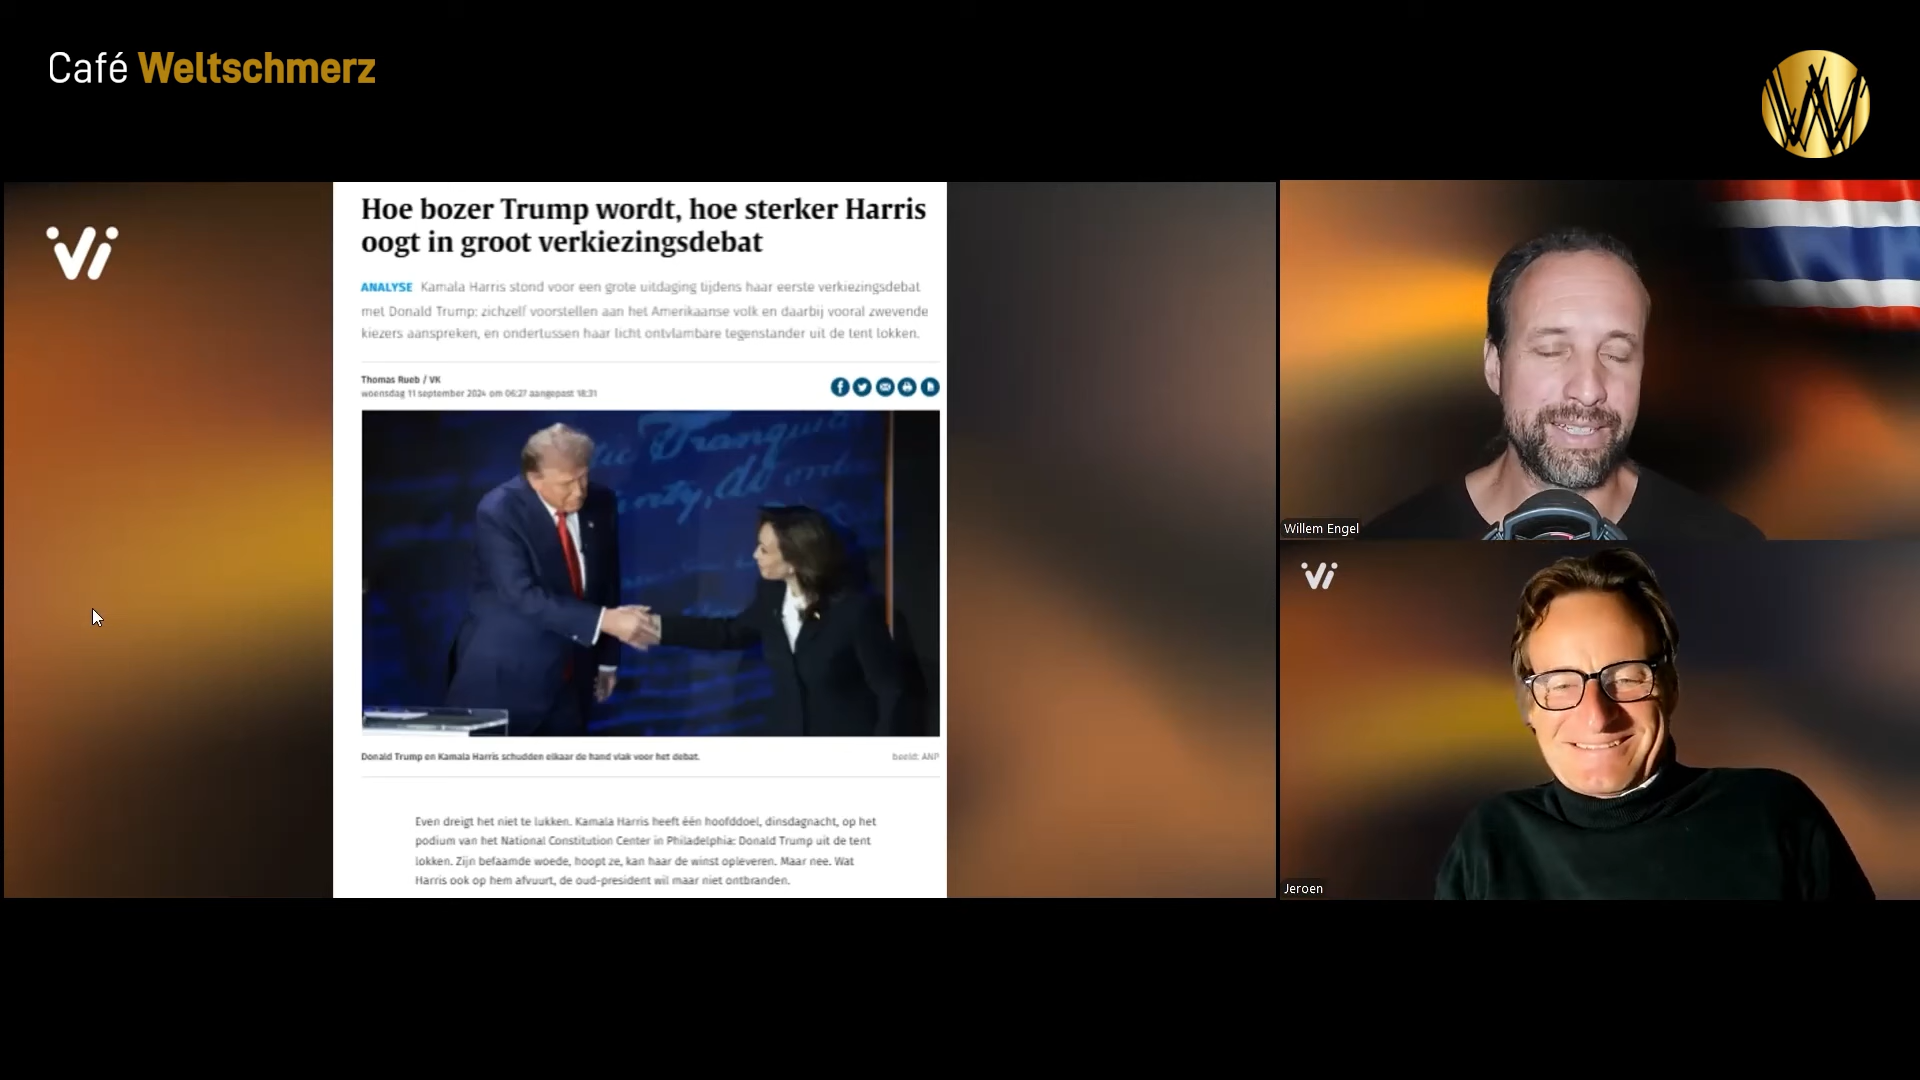 Café Weltschmerz
Hoe bozer Trump wordt, hoe sterker Harris
oogt in groot verkiezingsdebat
ANALYSE Kamala Harris stond voor een grote uitdaging tijdens haar eerste verkiezingsdebat
met Donald Trump: zichzelf voorstellen aan het Amerikaanse volk en daarbij vooral zwevende
kiezers aanspreken, en ondertussen haar licht ontvlambare tegenstander uit de tent lokken.
Thomas Rueb / VK
woensdag 11 september 2024 om 06:27 aangepast 18:31
Donald Trump en Kamala Harris schudden elkaar de hand vlak voor het debat.
beeld: ANP
Even dreigt het niet te lukken. Kamala Harris heeft één hoofddoel, dinsdagnacht, op het
podium van het National Constitution Center in Philadelphia: Donald Trump uit de tent
lokken. Zijn befaamde woede, hoopt ze, kan haar de winst opleveren. Maar nee. Wat
Harris ook op hem afvuurt, de oud-president wil maar niet ontbranden.
Willem Engel
Jeroen